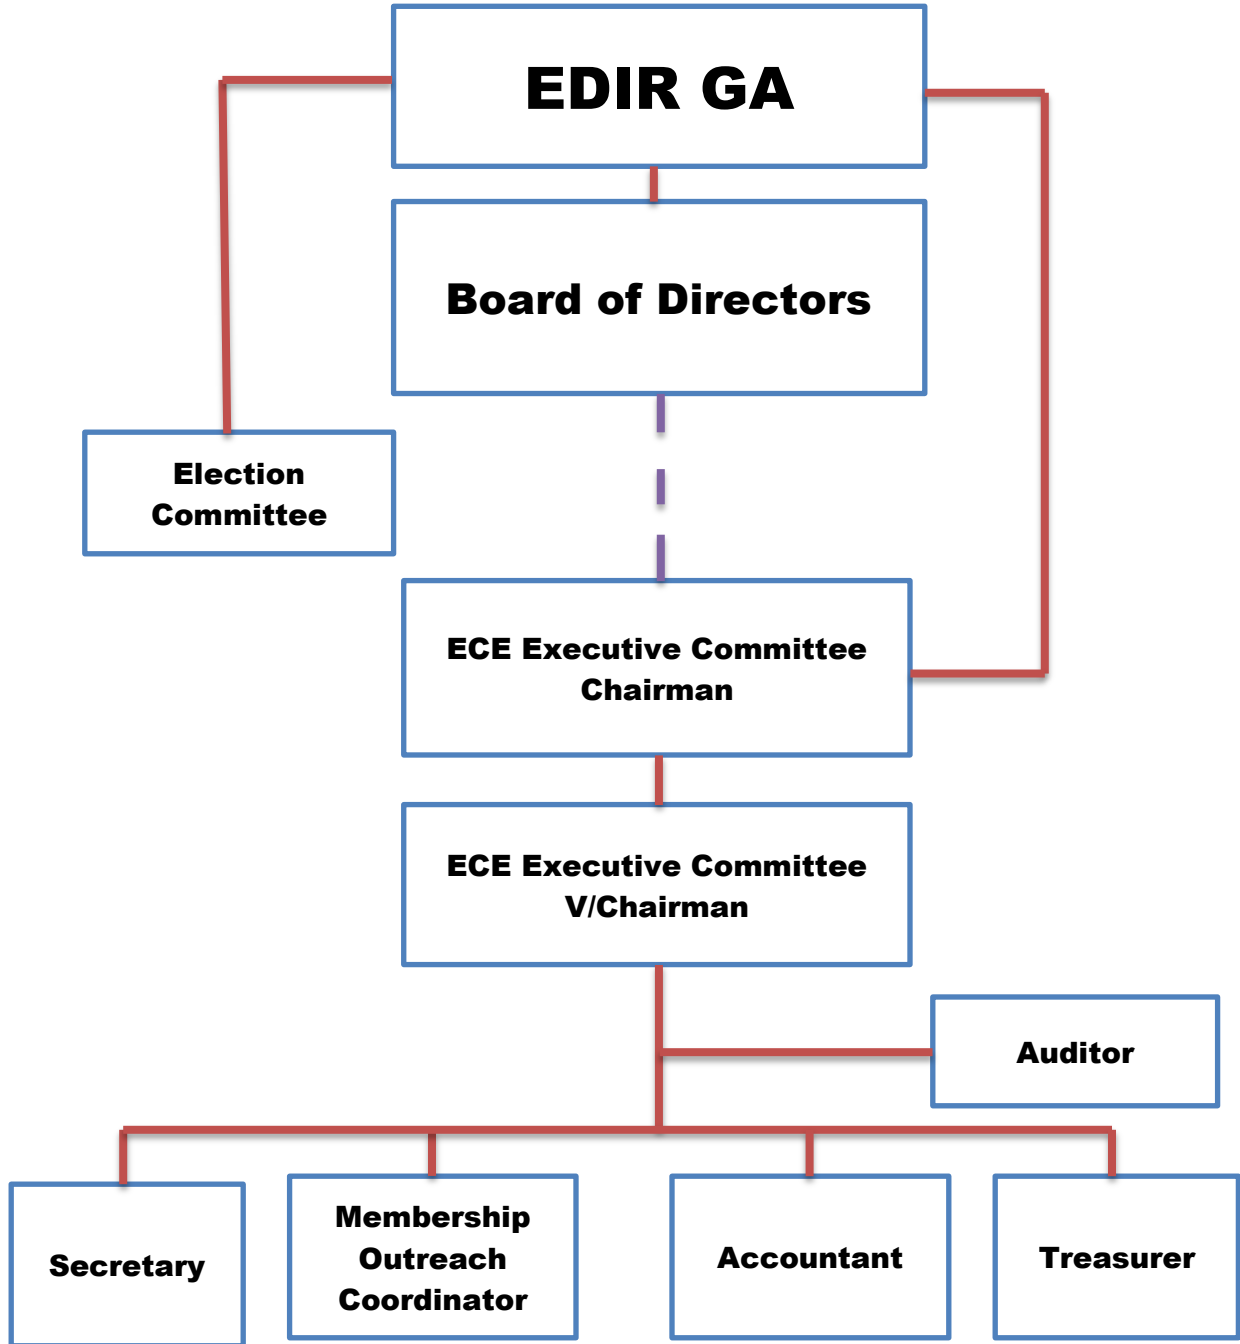 EDIR GA
Board of Directors
Election
Committee
ECE Executive Committee
Chairman
ECE Executive Committee
V/Chairman
Auditor
Secretary
Membership
Outreach
Coordinator
Accountant
Treasurer